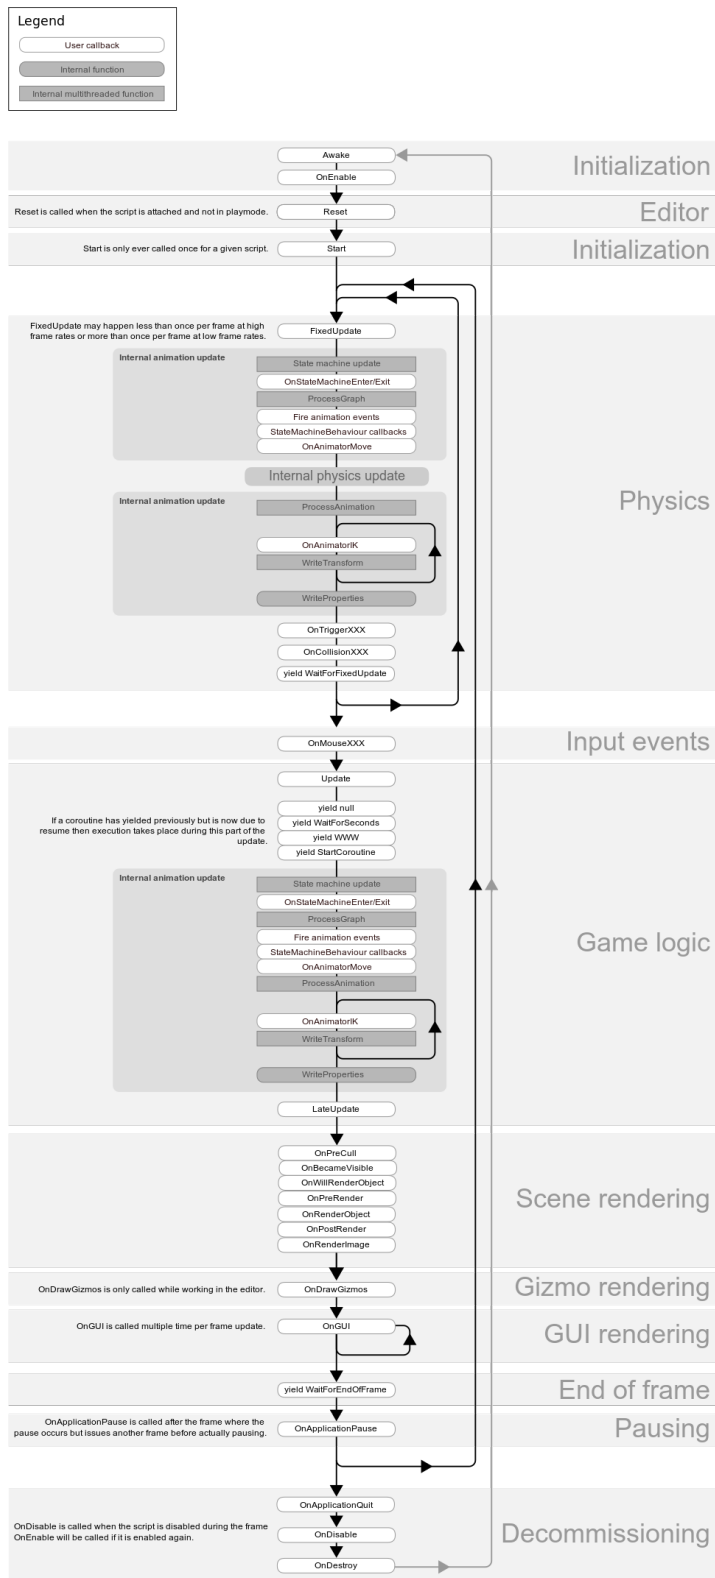 Legend
User callback
Internal function
Internal multithreaded function
Awake
Initialization
OnEnable
Reset is called when the script is attached and not in playmode.
Reset
Editor
Start is only ever called once for a given script.
Start
Initialization
FixedUpdate may happen less than once per frame at high
frame rates or more than once per frame at low frame rates.
FixedUpdate
Internal animation update
State machine update
OnStateMachineEnter/Exit
ProcessGraph
Fire animation events
StateMachineBehaviour callbacks
OnAnimatorMove
Internal physics update
Physics
Internal animation update
ProcessAnimation
OnAnimatorIK
WriteTransform
WriteProperties
OnTriggerXXX
OnCollisionXXX
yield WaitForFixedUpdate
OnMouseXXX
Input events
Update
yield null
If a coroutine has yielded previously but is now due to
resume then execution takes place during this part of the
update.
yield WaitForSeconds
yield WWW
yield StartCoroutine
Internal animation update
State machine update
OnStateMachineEnter/Exit
ProcessGraph
Fire animation events
Game logic
StateMachineBehaviour callbacks
OnAnimatorMove
ProcessAnimation
OnAnimatorIK
WriteTransform
WriteProperties
LateUpdate
OnPreCull
OnBecameVisible
OnWillRenderObject
OnPreRender
Scene rendering
OnRenderObject
OnPostRender
OnRenderImage
OnDrawGizmos is only called while working in the editor.
OnDrawGizmos
Gizmo rendering
OnGUI is called multiple time per frame update.
OnGUI
GUI rendering
yield WaitForEndOfFrame
End of frame
OnApplicationPause is called after the frame where the
pause occurs but issues another frame before actually pausing.
OnApplicationPause
Pausing
OnApplicationQuit
OnDisable is called when the script is disabled during the frame
OnEnable will be called if it is enabled again.
OnDisable
Decommissioning
OnDestroy